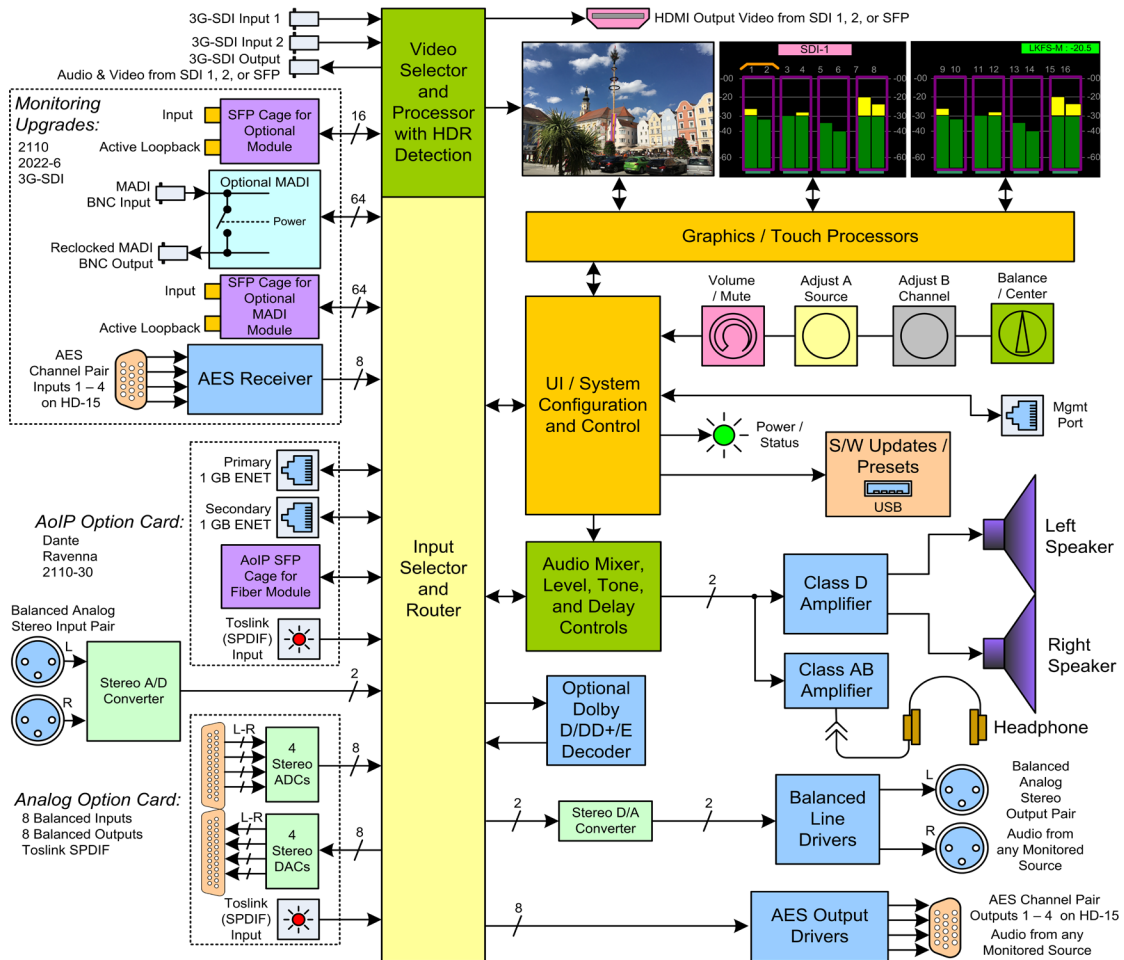 3G-SDI Input 1
3G-SDI Input 2
3G-SDI Output
Audio & Video from SDI 1, 2, or SFP
Video
Selector
and
Processor
with HDR
Detection
HDMI Output Video from SDI 1, 2, or SFP
SDI-1
LKFS-M : -20.5
1 2 3 4 5 6 7 8
9 10 11 12 13 14 15 16
-00 -00 -00
-20 -20 -20
-30 -30 -30
-60 -60 -60
Monitoring
Upgrades:
2110
2022-6
3G-SDI
Input
Active Loopback
SFP Cage for
Optional
Module
16
MADI
BNC Input
Optional MADI
Power
64
Reclocked MADI
BNC Output
Input
Active Loopback
SFP Cage for
Optional
MADI
Module
64
AES
Channel Pair
Inputs 1 – 4
on HD-15
AES Receiver
8
Graphics / Touch Processors
Volume
/ Mute
Adjust A
Source
Adjust B
Channel
Balance
/ Center
UI / System
Configuration
and Control
Mgmt
Port
Power /
Status
S/W Updates /
Presets
USB
AoIP Option Card:
Dante
Ravenna
2110-30
Primary
1 GB ENET
Secondary
1 GB ENET
AoIP SFP
Cage for
Fiber Module
Toslink
(SPDIF)
Input
Input
Selector
and
Router
Audio Mixer,
Level, Tone,
and Delay
Controls
2
Class D
Amplifier
Left
Speaker
Right
Speaker
Class AB
Amplifier
Headphone
Balanced Analog
Stereo Input Pair
L
R
Stereo A/D
Converter
2
Optional
Dolby
D/DD+/E
Decoder
Analog Option Card:
8 Balanced Inputs
8 Balanced Outputs
Toslink SPDIF
L-R
4
Stereo
ADCs
8
L-R
4
Stereo
DACs
8
Toslink
(SPDIF)
Input
2
Stereo D/A
Converter
2
Balanced
Line
Drivers
L
R
Balanced
Analog
Stereo
Output Pair
Audio from
any Monitored
Source
8
AES Output
Drivers
AES Channel Pair
Outputs 1 – 4 on HD-15
Audio from any
Monitored Source